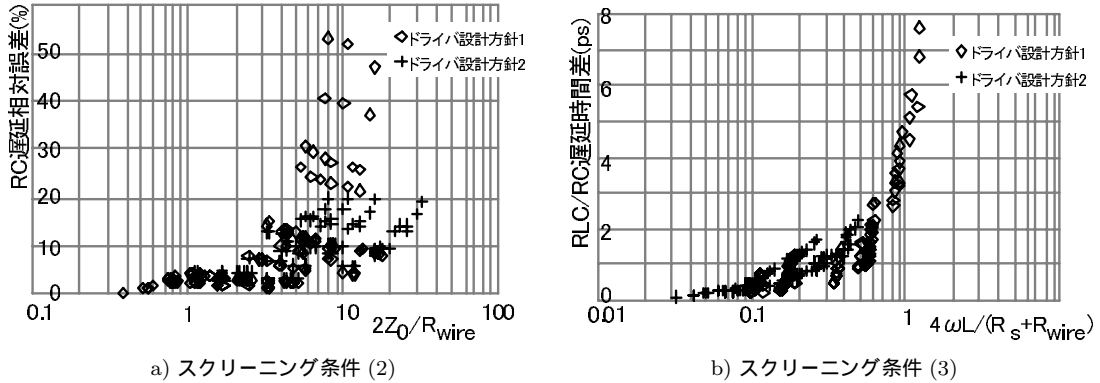 RC遅延相対誤差(%)
50
40
30
20
10
0
0.1
1
10
100
2Z0/Rwire
ドライバ設計方針1
ドライバ設計方針2
a) スクリーニング条件 (2)
RLC/RC遅延時間差(ps)
8
6
4
2
0
0.01
0.1
1
4ωL/(Rs+Rwire)
ドライバ設計方針1
ドライバ設計方針2
b) スクリーニング条件 (3)